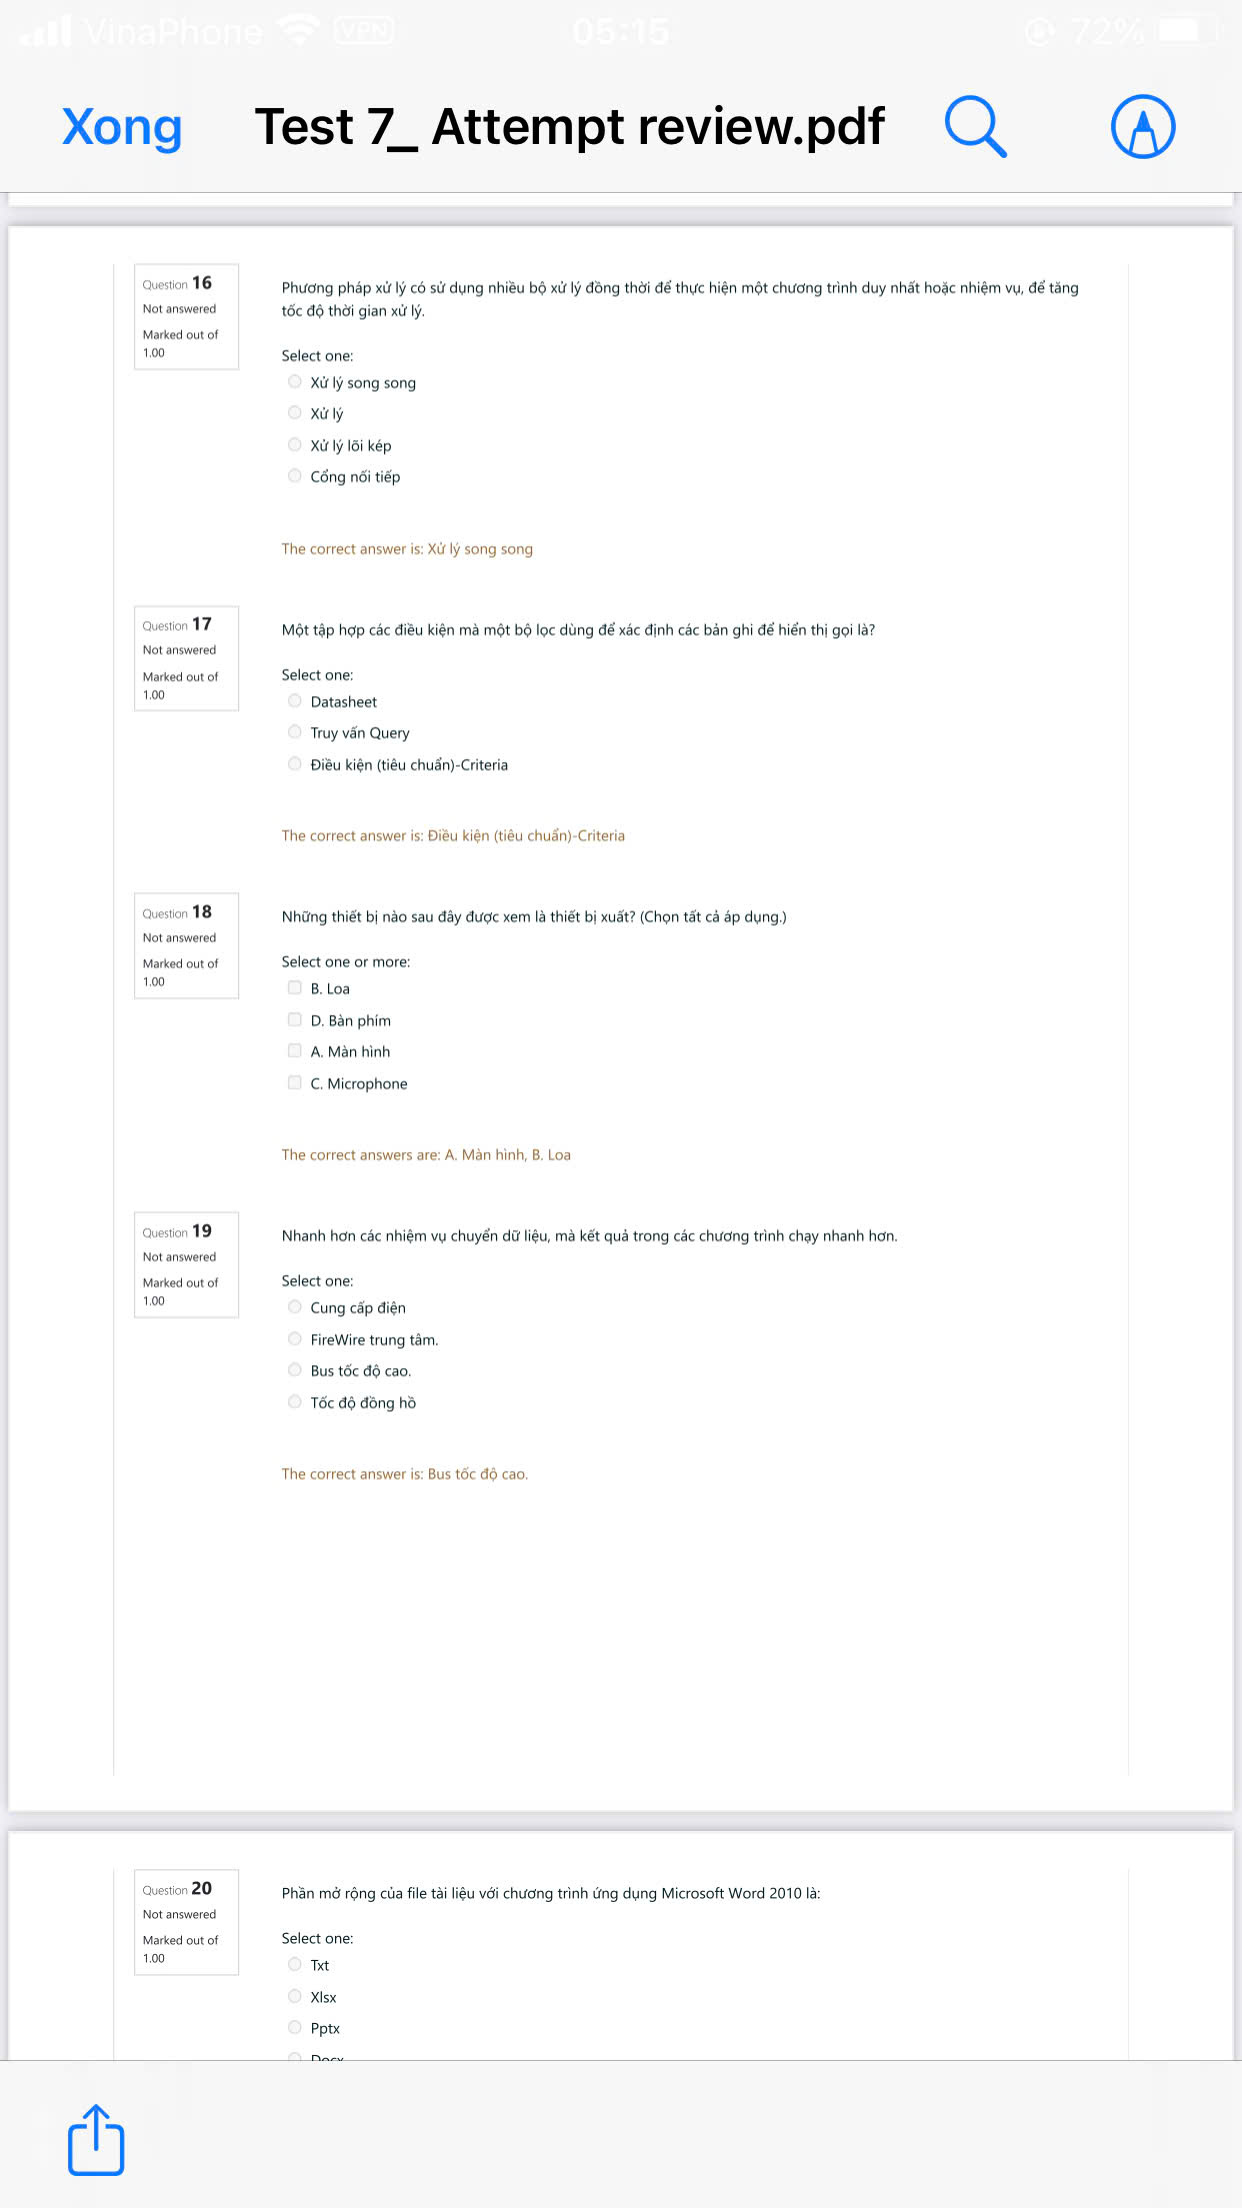 VinaPhone VPN 05:15 72%
Xong Test 7_ Attempt review.pdf
Question 16
Not answered
Marked out of
1.00
Phương pháp xử lý có sử dụng nhiều bộ xử lý đồng thời để thực hiện một chương trình duy nhất hoặc nhiệm vụ, để tăng
tốc độ thời gian xử lý.
Select one:
Xử lý song song
Xử lý
Xử lý lõi kép
Cổng nối tiếp
The correct answer is: Xử lý song song
Question 17
Not answered
Marked out of
1.00
Một tập hợp các điều kiện mà một bộ lọc dùng để xác định các bản ghi để hiển thị gọi là?
Select one:
Datasheet
Truy vấn Query
Điều kiện (tiêu chuẩn)-Criteria
The correct answer is: Điều kiện (tiêu chuẩn)-Criteria
Question 18
Not answered
Marked out of
1.00
Những thiết bị nào sau đây được xem là thiết bị xuất? (Chọn tất cả áp dụng.)
Select one or more:
B. Loa
D. Bàn phím
A. Màn hình
C. Microphone
The correct answers are: A. Màn hình, B. Loa
Question 19
Not answered
Marked out of
1.00
Nhanh hơn các nhiệm vụ chuyển dữ liệu, mà kết quả trong các chương trình chạy nhanh hơn.
Select one:
Cung cấp điện
FireWire trung tâm.
Bus tốc độ cao.
Tốc độ đồng hồ
The correct answer is: Bus tốc độ cao.
Question 20
Not answered
Marked out of
1.00
Phần mở rộng của file tài liệu với chương trình ứng dụng Microsoft Word 2010 là:
Select one:
Txt
Xlsx
Pptx
Docx